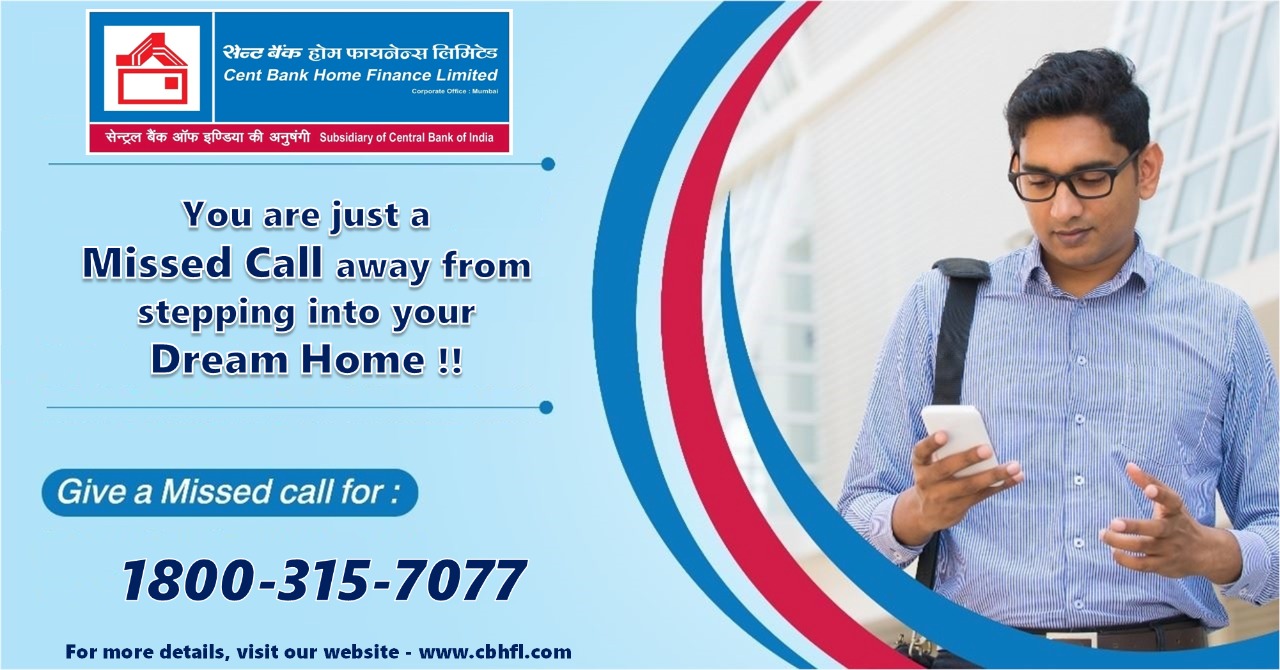 सेन्ट बैंक होम फायनेन्स लिमिटेड
Cent Bank Home Finance Limited
Corporate Office : Mumbai
सेन्ट्रल बैंक ऑफ इण्डिया की अनुषंगी Subsidiary of Central Bank of India
You are just a
Missed Call away from
stepping into your
Dream Home !!
Give a Missed call for :
1800-315-7077
For more details, visit our website - www.cbhfl.com